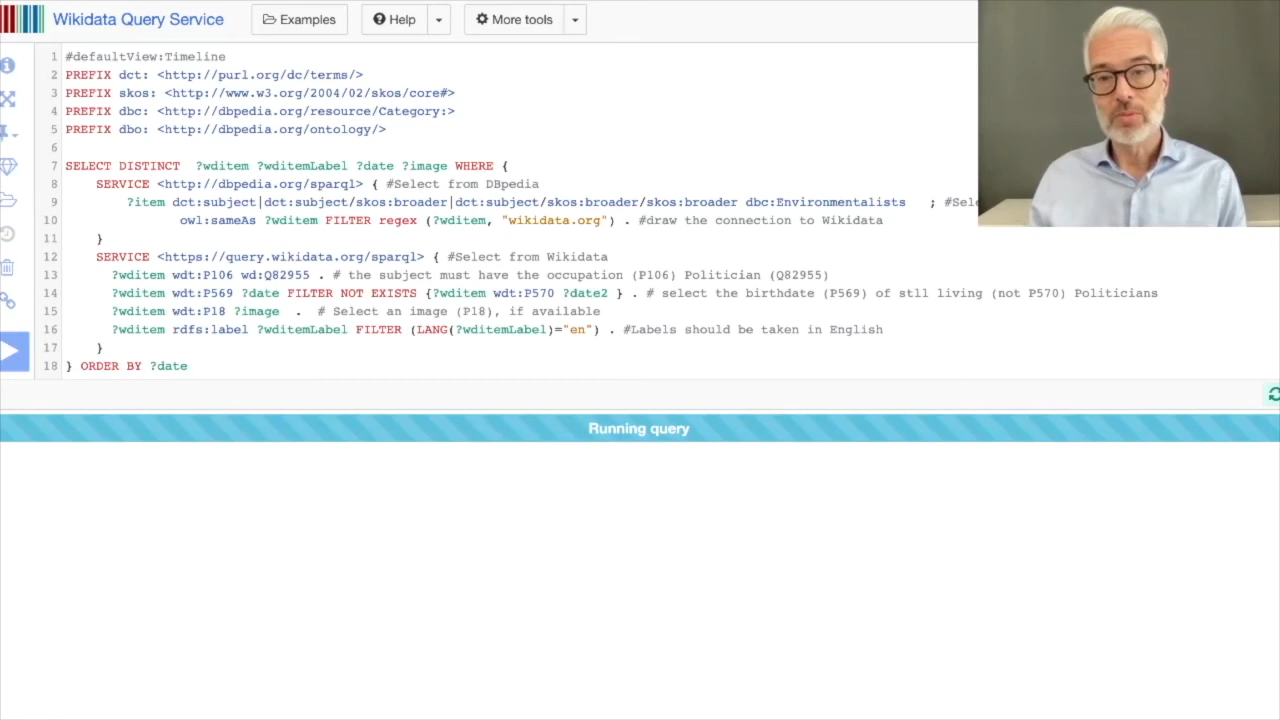 Wikidata Query Service Examples Help More tools
1 #defaultView:Timeline
2 PREFIX dct: <http://purl.org/dc/terms/>
3 PREFIX skos: <http://www.w3.org/2004/02/skos/core#>
4 PREFIX dbc: <http://dbpedia.org/resource/Category:>
5 PREFIX dbo: <http://dbpedia.org/ontology/>
6
7 SELECT DISTINCT ?wditem ?wditemLabel ?date ?image WHERE {
8 SERVICE <http://dbpedia.org/sparql> { #Select from DBpedia
9 ?item dct:subject|dct:subject/skos:broader|dct:subject/skos:broader/skos:broader dbc:Environmentalists ; #Sel
10 owl:sameAs ?wditem FILTER regex (?wditem, "wikidata.org") . #draw the connection to Wikidata
11 }
12 SERVICE <https://query.wikidata.org/sparql> { #Select from Wikidata
13 ?wditem wdt:P106 wd:Q82955 . # the subject must have the occupation (P106) Politician (Q82955)
14 ?wditem wdt:P569 ?date FILTER NOT EXISTS {?wditem wdt:P570 ?date2 } . # select the birthdate (P569) of stll living (not P570) Politicians
15 ?wditem wdt:P18 ?image . # Select an image (P18), if available
16 ?wditem rdfs:label ?wditemLabel FILTER (LANG(?wditemLabel)="en") . #Labels should be taken in English
17 }
18 } ORDER BY ?date
Running query